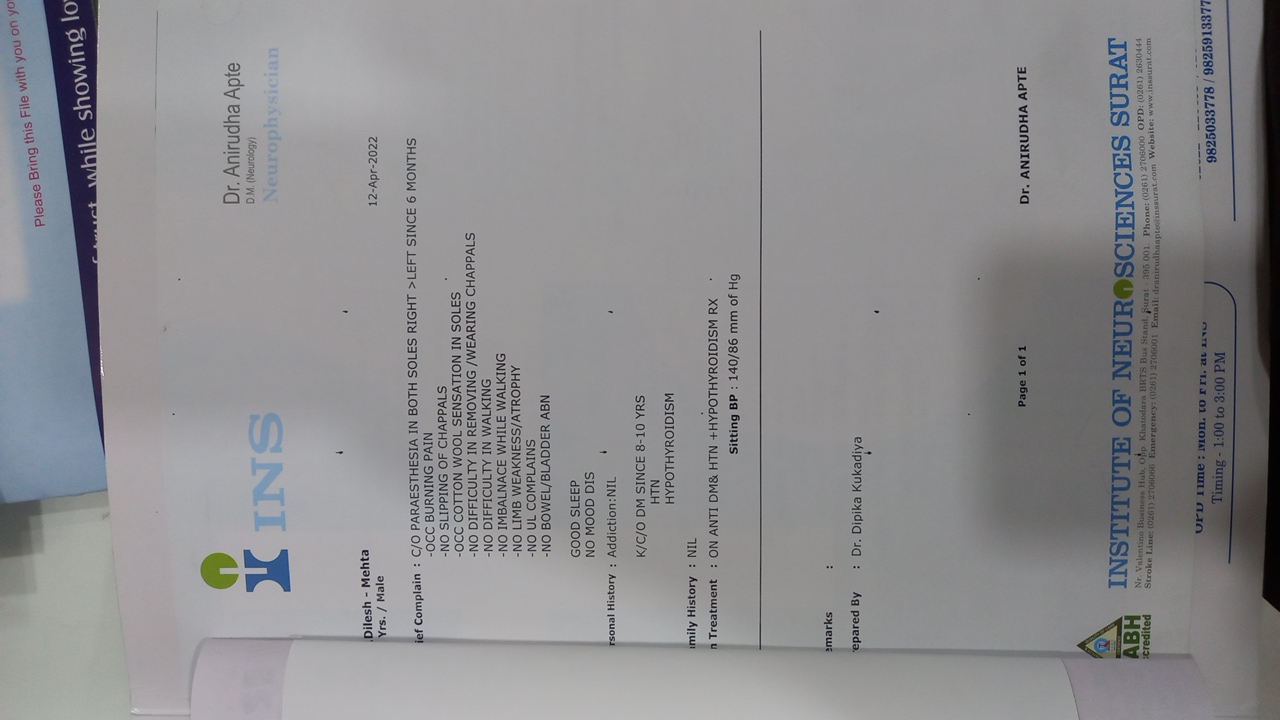 Please Bring this File with you on yo
trust, while showing lo
INS
Dr. Anirudha Apte
D.M. (Neurology)
Neurophysician
.Dilesh - Mehta
Yrs. / Male
12-Apr-2022
ief Complain : C/O PARAESTHESIA IN BOTH SOLES RIGHT >LEFT SINCE 6 MONTHS
-OCC BURNING PAIN
-NO SLIPPING OF CHAPPALS
-OCC COTTON WOOL SENSATION IN SOLES
-NO DIFFICULTY IN REMOVING /WEARING CHAPPALS
-NO DIFFICULTY IN WALKING
-NO IMBALNACE WHILE WALKING
-NO LIMB WEAKNESS/ATROPHY
-NO UL COMPLAINS
-NO BOWEL/BLADDER ABN
GOOD SLEEP
NO MOOD DIS
rsonal History : Addiction:NIL
K/C/O DM SINCE 8-10 YRS
HTN
HYPOTHYROIDISM
amily History : NIL
n Treatment : ON ANTI DM& HTN +HYPOTHYROIDISM RX
Sitting BP : 140/86 mm of Hg
emarks :
epared By : Dr. Dipika Kukadiya
Page 1 of 1
Dr. ANIRUDHA APTE
ABH
ccredited
INSTITUTE OF NEUROSCIENCES SURAT
Nr. Valentino Business Hub, Opp. Khatodara BRTS Bus Stand, Surat - 395 001. Phone: (0261) 2706000 OPD: (0261) 2630444
Stroke Line: (0261) 2706066 Emergency: (0261) 2706001 Email: dranirudhaapte@inssurat.com Website: www.inssurat.com
OPD Time : Mon. to Fri. at INS
Timing - 1:00 to 3:00 PM
9825033778 / 982591337